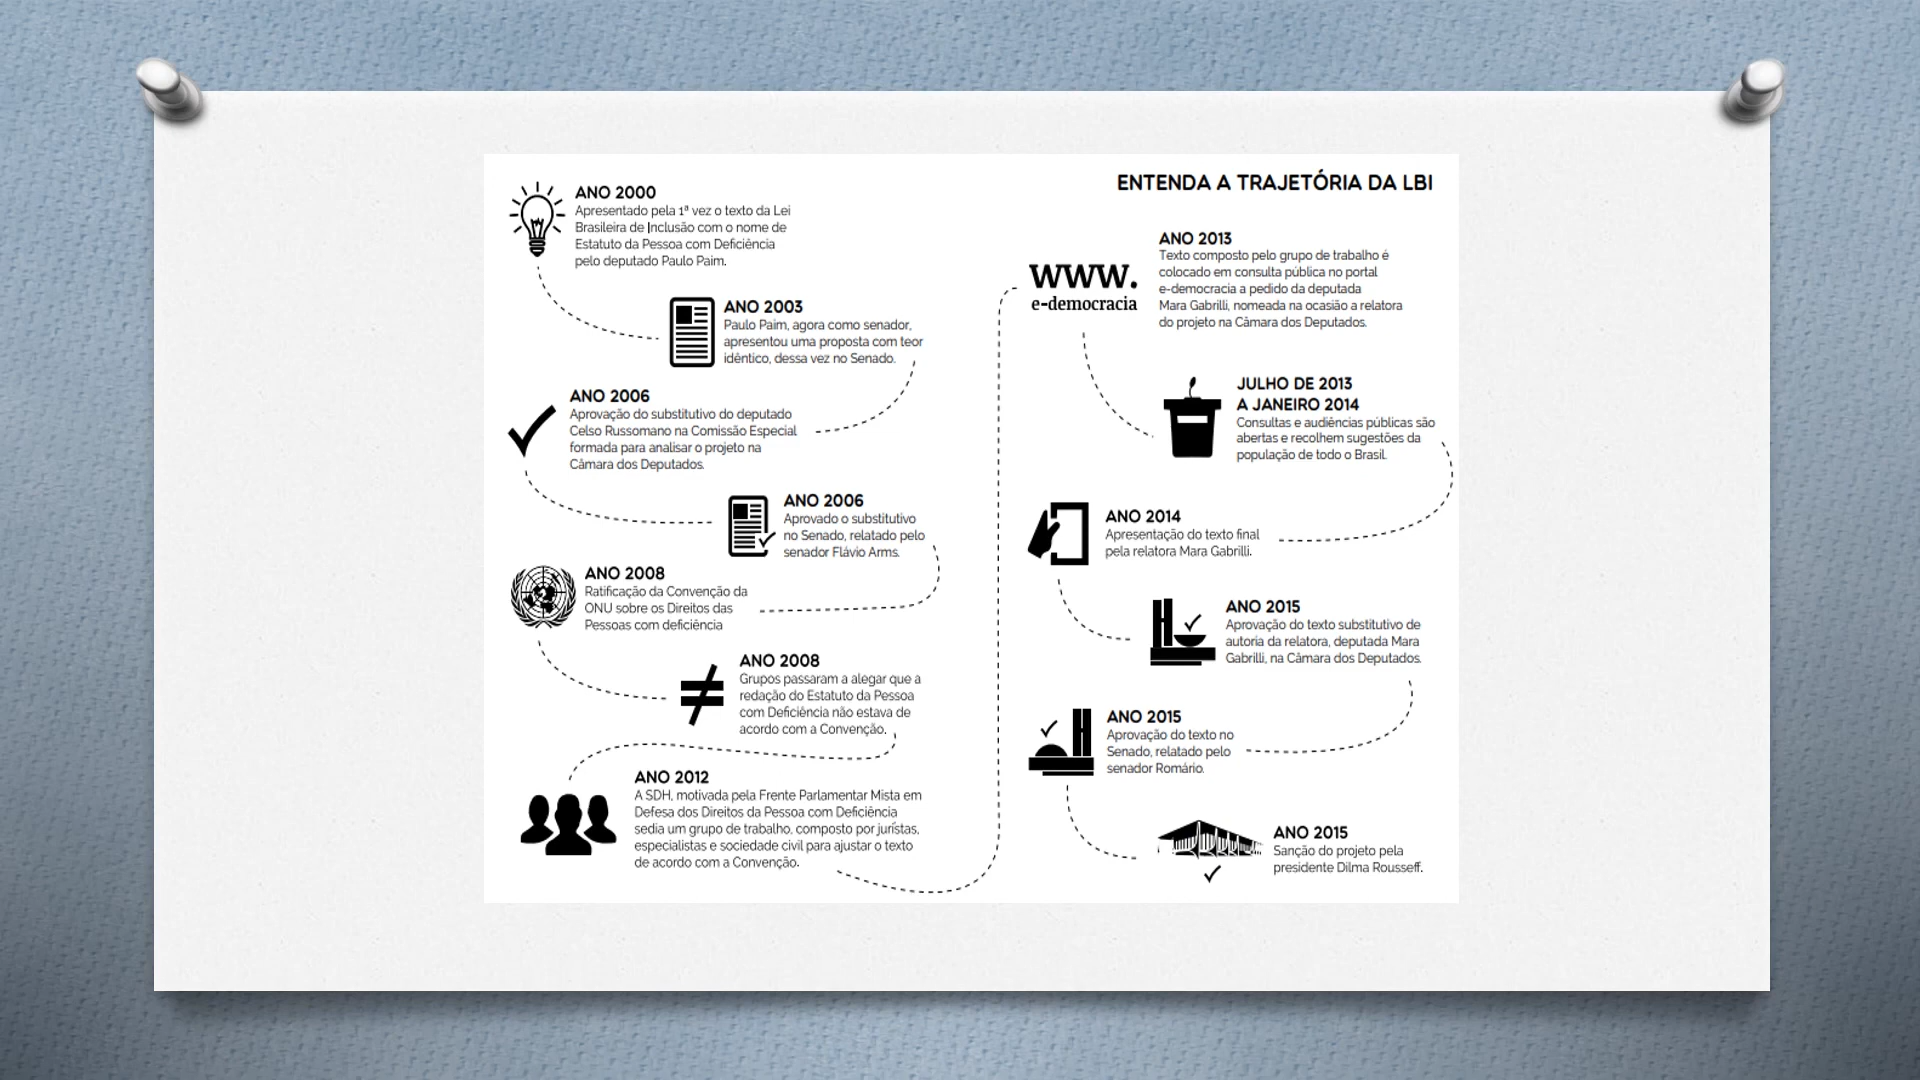 ENTENDA A TRAJETÓRIA DA LBI
ANO 2000
Apresentado pela 1ª vez o texto da Lei
Brasileira de Inclusão com o nome de
Estatuto da Pessoa com Deficiência
pelo deputado Paulo Paim.
ANO 2003
Paulo Paim, agora como senador,
apresentou uma proposta com teor
idêntico, dessa vez no Senado.
ANO 2006
Aprovação do substitutivo do deputado
Celso Russomano na Comissão Especial
formada para analisar o projeto na
Câmara dos Deputados.
ANO 2006
Aprovado o substitutivo
no Senado, relatado pelo
senador Flávio Arms.
ANO 2008
Ratificação da Convenção da
ONU sobre os Direitos das
Pessoas com deficiência
ANO 2008
Grupos passaram a alegar que a
redação do Estatuto da Pessoa
com Deficiência não estava de
acordo com a Convenção.
ANO 2012
A SDH, motivada pela Frente Parlamentar Mista em
Defesa dos Direitos da Pessoa com Deficiência
sedia um grupo de trabalho, composto por juristas,
especialistas e sociedade civil para ajustar o texto
de acordo com a Convenção.
www.
e-democracia
ANO 2013
Texto composto pelo grupo de trabalho é
colocado em consulta pública no portal
e-democracia a pedido da deputada
Mara Gabrilli, nomeada na ocasião a relatora
do projeto na Câmara dos Deputados.
JULHO DE 2013
A JANEIRO 2014
Consultas e audiências públicas são
abertas e recolhem sugestões da
população de todo o Brasil.
ANO 2014
Apresentação do texto final
pela relatora Mara Gabrilli.
ANO 2015
Aprovação do texto substitutivo de
autoria da relatora, deputada Mara
Gabrilli, na Câmara dos Deputados.
ANO 2015
Aprovação do texto no
Senado, relatado pelo
senador Romário.
ANO 2015
Sanção do projeto pela
presidente Dilma Rousseff.